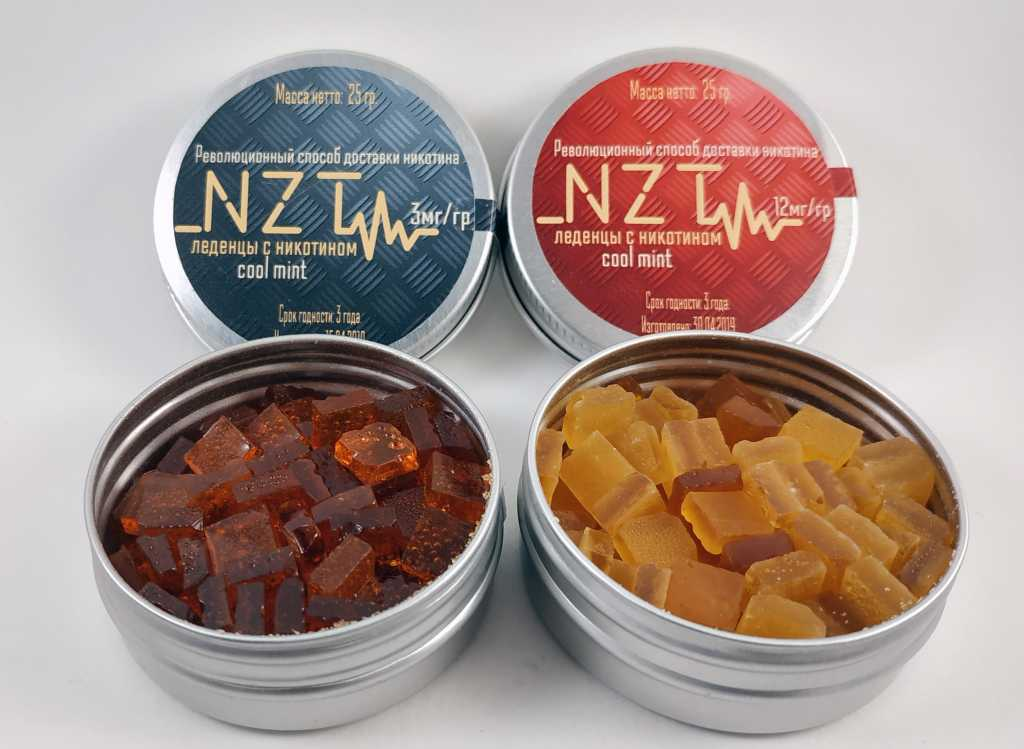 Масса нетто: 25 гр.
Революционный способ доставки никотина
_NZT
3мг/гр
леденцы с никотином
cool mint
Срок годности: 3 года.
Масса нетто: 25 гр.
Революционный способ доставки никотина
_NZT
12мг/гр
леденцы с никотином
cool mint
Срок годности: 3 года.
Изготовлено: 30.04.2019